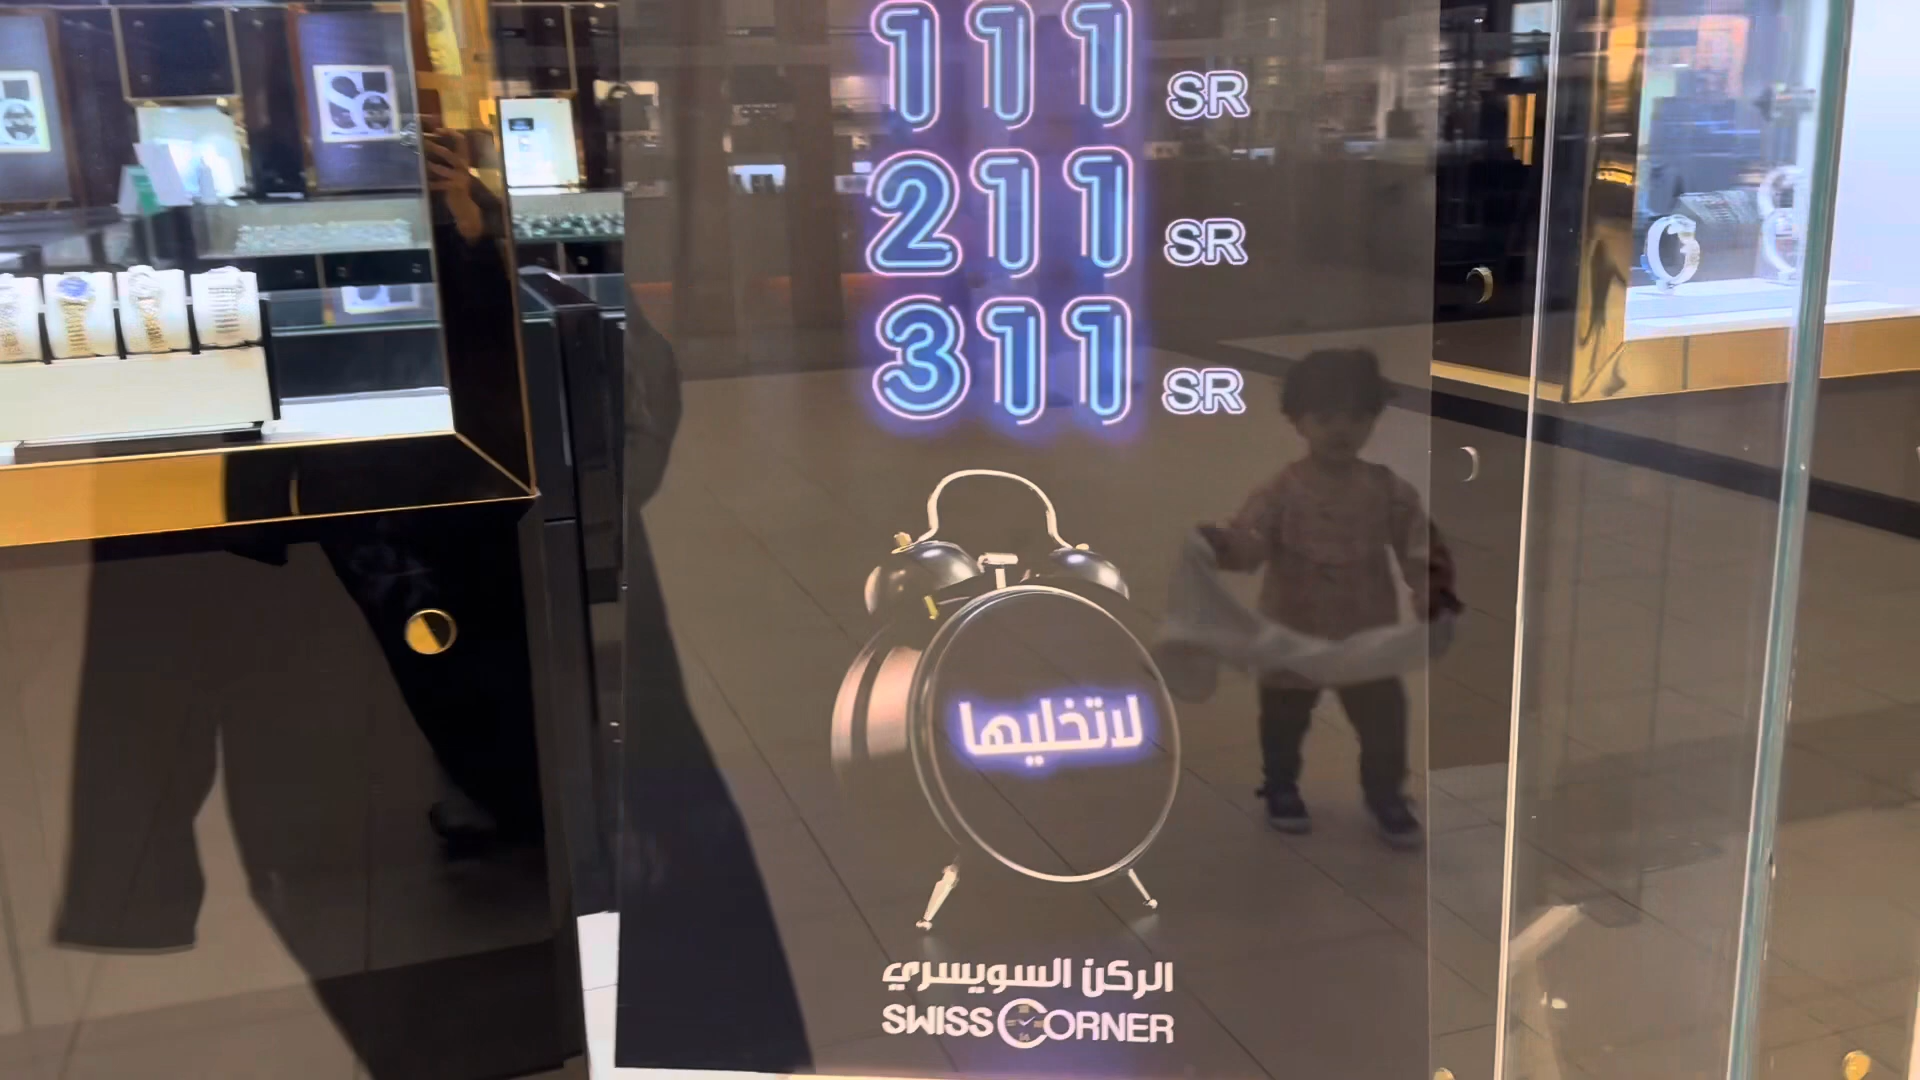 111 SR
211 SR
311 SR
لاتخليها
الركن السويسري
SWISS CORNER